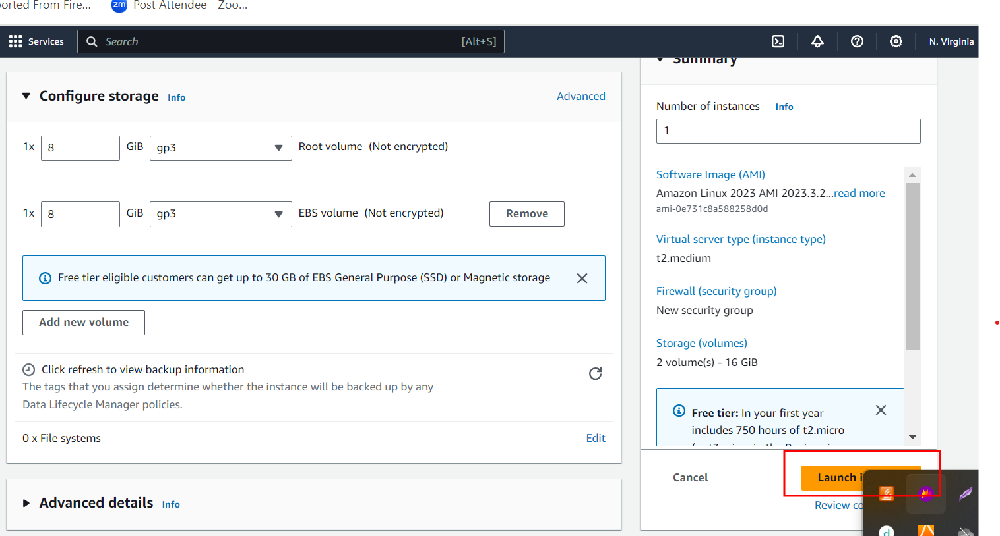 orted From Fire...
zm
Post Attendee - Zoo...
Services
Search
[Alt+S]
N. Virginia
Configure storage
Info
Advanced
1x
8
GiB
gp3
Root volume (Not encrypted)
1x
8
GiB
gp3
EBS volume (Not encrypted)
Remove
Free tier eligible customers can get up to 30 GB of EBS General Purpose (SSD) or Magnetic storage
Add new volume
Click refresh to view backup information
The tags that you assign determine whether the instance will be backed up by any
Data Lifecycle Manager policies.
0 x File systems
Edit
Advanced details
Info
Summary
Number of instances
Info
1
Software Image (AMI)
Amazon Linux 2023 AMI 2023.3.2...read more
ami-0e731c8a588258d0d
Virtual server type (instance type)
t2.medium
Firewall (security group)
New security group
Storage (volumes)
2 volume(s) - 16 GiB
Free tier: In your first year
includes 750 hours of t2.micro
Cancel
Launch i
Review co
d